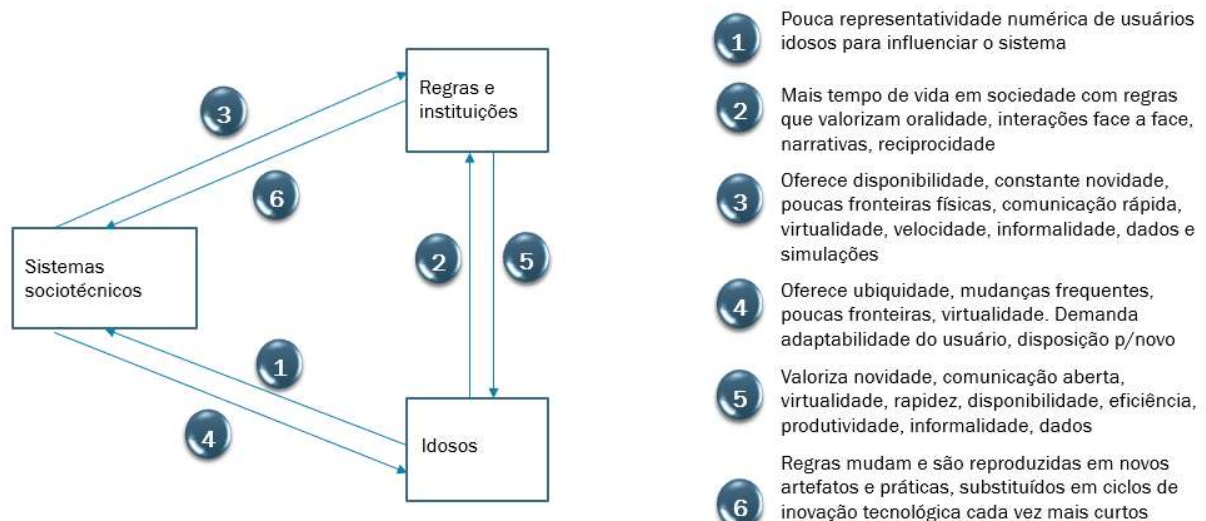 Regras e
instituições
3
6
Sistemas
sociotécnicos
2
5
1
4
Idosos
1
Pouca representatividade numérica de usuários
idosos para influenciar o sistema
2
Mais tempo de vida em sociedade com regras
que valorizam oralidade, interações face a face,
narrativas, reciprocidade
3
Oferece disponibilidade, constante novidade,
poucas fronteiras físicas, comunicação rápida,
virtualidade, velocidade, informalidade, dados e
simulações
4
Oferece ubiquidade, mudanças frequentes,
poucas fronteiras, virtualidade. Demanda
adaptabilidade do usuário, disposição p/novo
5
Valoriza novidade, comunicação aberta,
virtualidade, rapidez, disponibilidade, eficiência,
produtividade, informalidade, dados
6
Regras mudam e são reproduzidas em novos
artefatos e práticas, substituídos em ciclos de
inovação tecnológica cada vez mais curtos